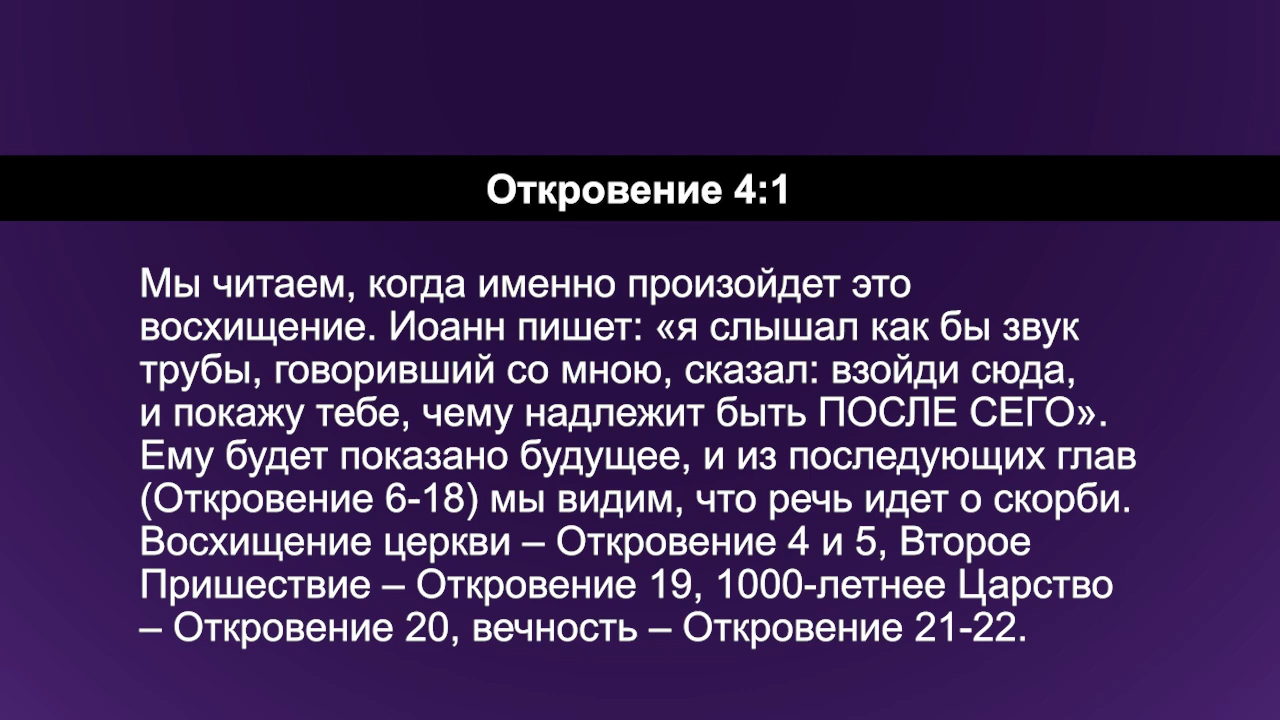 Откровение 4:1
Мы читаем, когда именно произойдет это
восхищение. Иоанн пишет: «я слышал как бы звук
трубы, говоривший со мною, сказал: взойди сюда,
и покажу тебе, чему надлежит быть ПОСЛЕ СЕГО».
Ему будет показано будущее, и из последующих глав
(Откровение 6-18) мы видим, что речь идет о скорби.
Восхищение церкви – Откровение 4 и 5, Второе
Пришествие – Откровение 19, 1000-летнее Царство
– Откровение 20, вечность – Откровение 21-22.